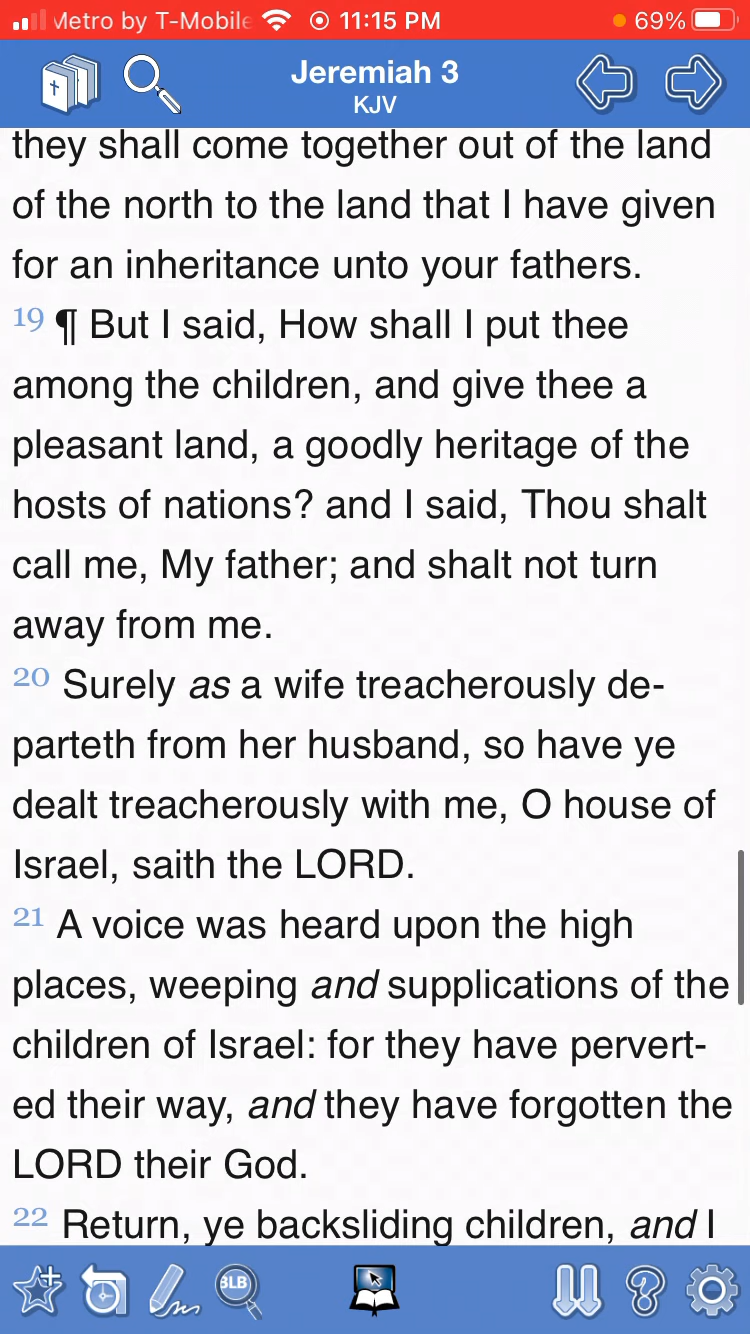 Metro by T-Mobile 11:15 PM 69%
Jeremiah 3
KJV
they shall come together out of the land
of the north to the land that I have given
for an inheritance unto your fathers.
19 ¶ But I said, How shall I put thee
among the children, and give thee a
pleasant land, a goodly heritage of the
hosts of nations? and I said, Thou shalt
call me, My father; and shalt not turn
away from me.
20 Surely as a wife treacherously de-
parteth from her husband, so have ye
dealt treacherously with me, O house of
Israel, saith the LORD.
21 A voice was heard upon the high
places, weeping and supplications of the
children of Israel: for they have pervert-
ed their way, and they have forgotten the
LORD their God.
22 Return, ye backsliding children, and I
BLB